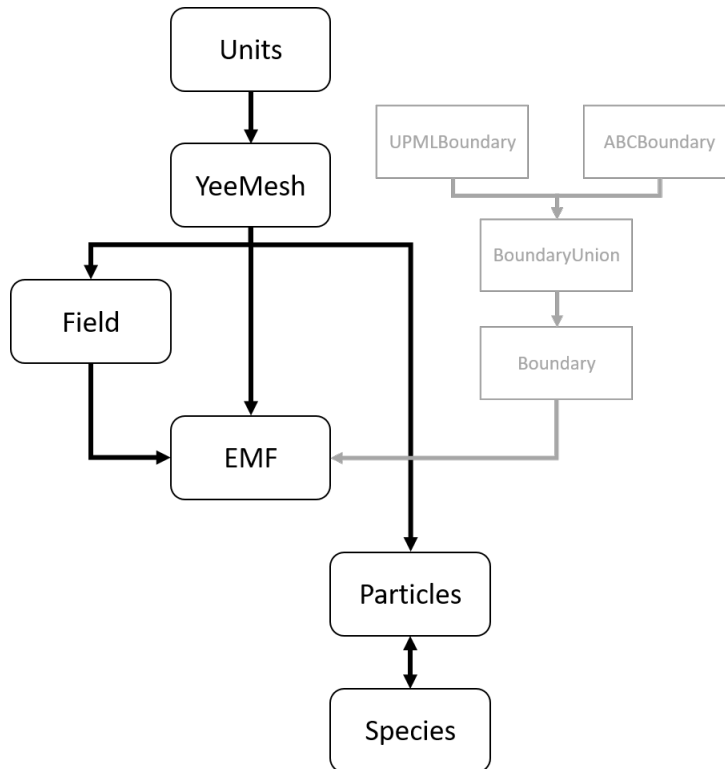 Units
UPMLBoundary
ABCBoundary
YeeMesh
BoundaryUnion
Field
Boundary
EMF
Particles
Species